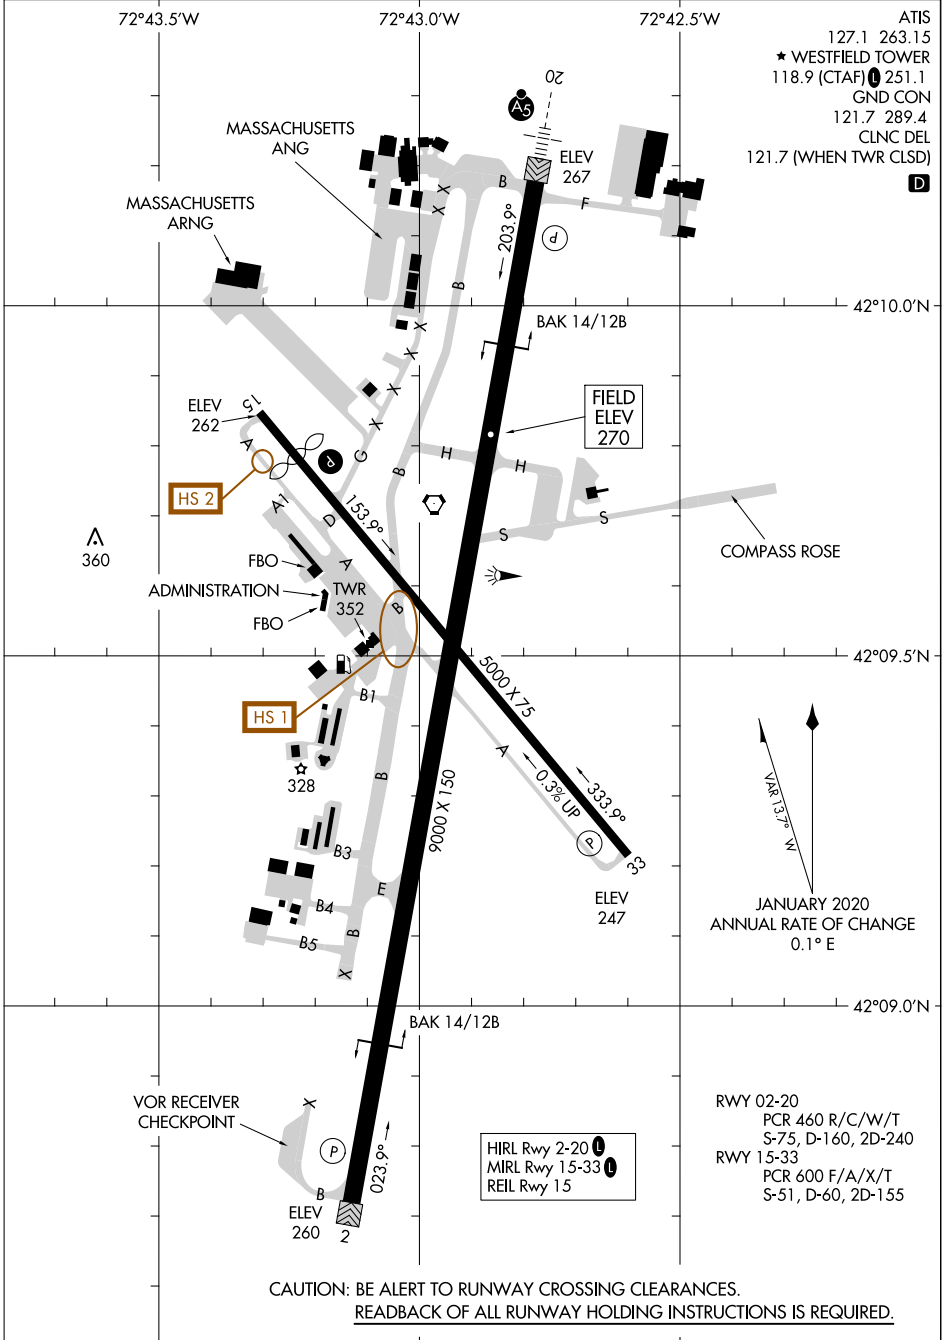 72°43.5'W
72°43.0'W
72°42.5'W
ATIS
127.1 263.15
★ WESTFIELD TOWER
118.9 (CTAF) L 251.1
GND CON
121.7 289.4
CLNC DEL
121.7 (WHEN TWR CLSD)
D
20
A5
MASSACHUSETTS
ANG
ELEV
267
B
F
X
X
MASSACHUSETTS
ARNG
203.9°
P
B
42°10.0'N
X
BAK 14/12B
X
X
X
FIELD
ELEV
270
15
ELEV
262
A
G
P
B
H
H
HS 2
A1
D
153.9°
S
S
COMPASS ROSE
360
FBO
A
ADMINISTRATION
TWR
352
FBO
B
42°09.5'N
5000 X 75
B1
HS 1
A
328
B
9000 X 150
0.3% UP
333.9°
VAR 13.7° W
P
33
B3
E
ELEV
247
B4
B
B5
X
JANUARY 2020
ANNUAL RATE OF CHANGE
0.1° E
42°09.0'N
BAK 14/12B
VOR RECEIVER
CHECKPOINT
X
P
023.9°
B
ELEV
260
2
HIRL Rwy 2-20 L
MIRL Rwy 15-33 L
REIL Rwy 15
RWY 02-20
PCR 460 R/C/W/T
S-75, D-160, 2D-240
RWY 15-33
PCR 600 F/A/X/T
S-51, D-60, 2D-155
CAUTION: BE ALERT TO RUNWAY CROSSING CLEARANCES.
READBACK OF ALL RUNWAY HOLDING INSTRUCTIONS IS REQUIRED.